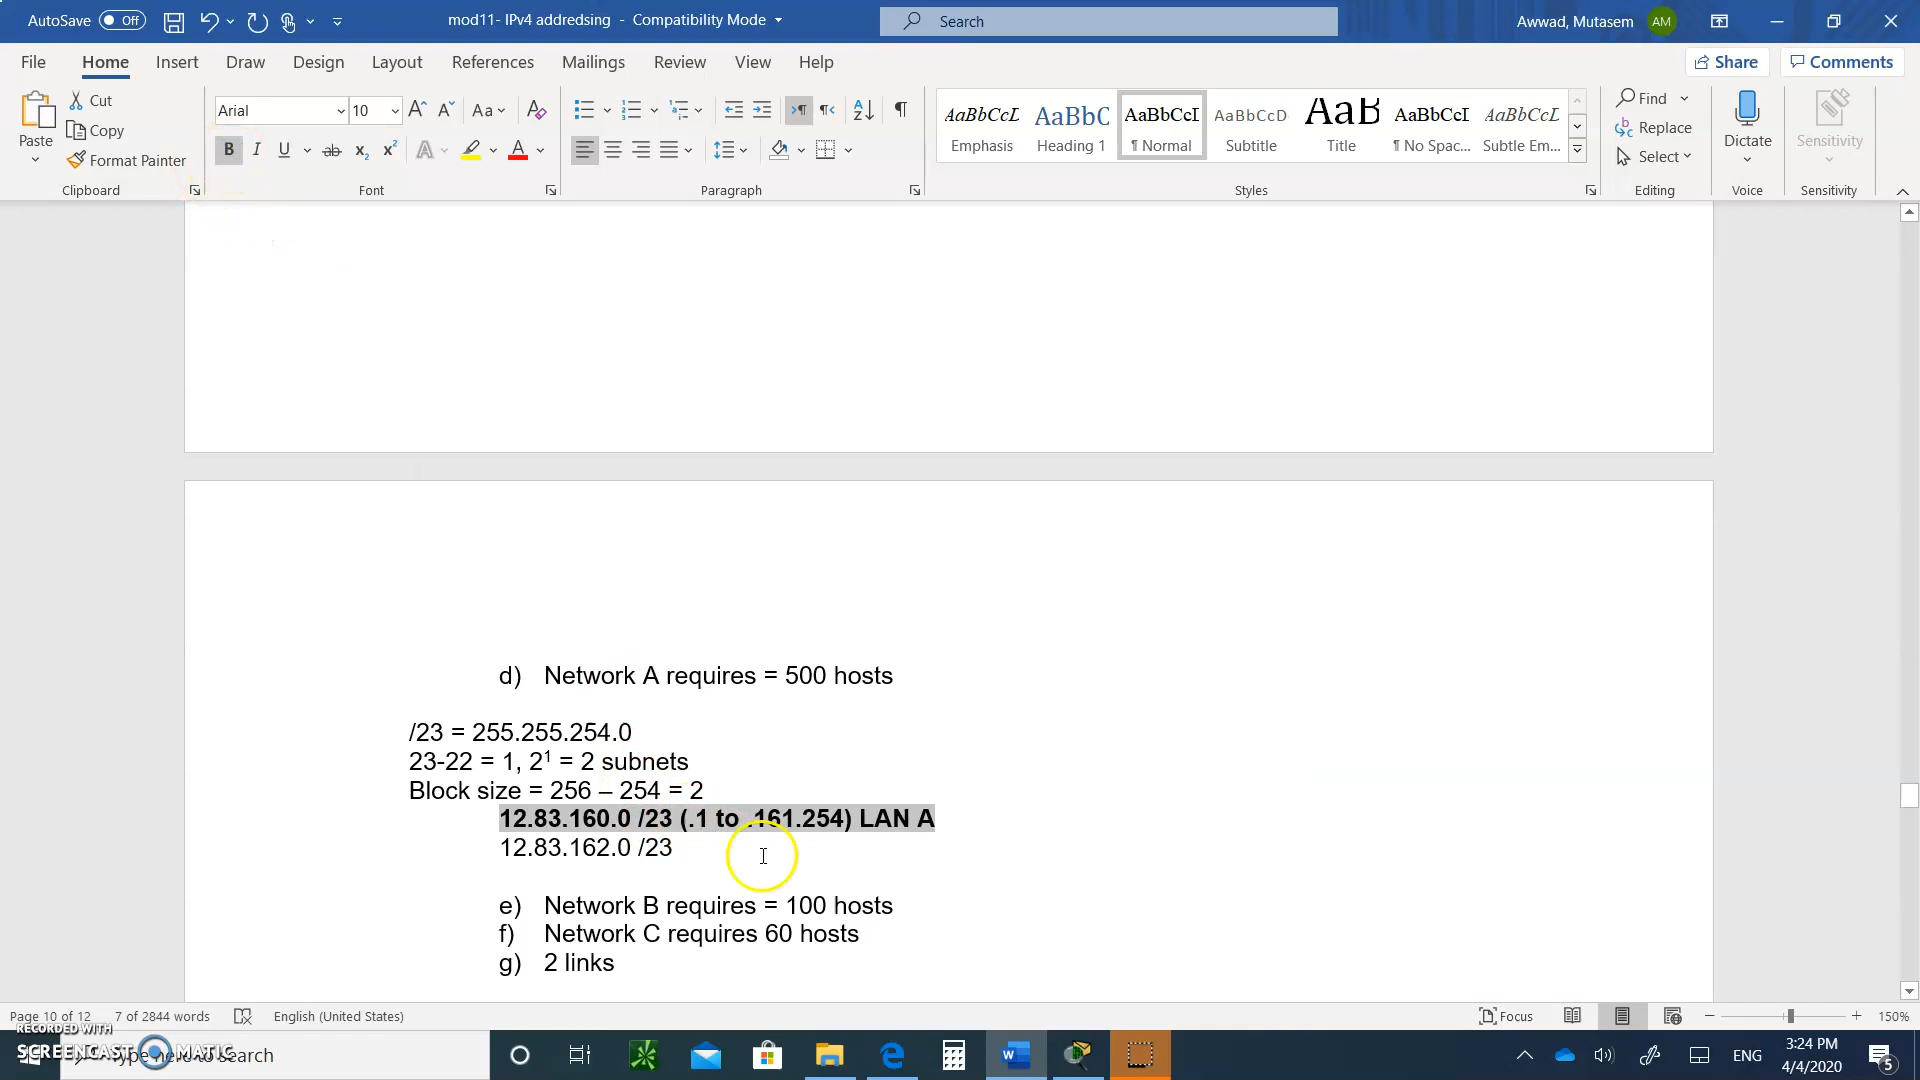 AutoSave Off
mod11- IPv4 addredsing - Compatibility Mode
Search
Awwad, Mutasem AM
File Home Insert Draw Design Layout References Mailings Review View Help
Share Comments
Paste
Cut
Copy
Format Painter
Arial 10
Aa
AaBbCcL AaBbC AaBbCcI AaBbCcD AaB AaBbCcI AaBbCcL
Emphasis Heading 1 ¶ Normal Subtitle Title ¶ No Spac... Subtle Em...
Find
Replace
Select
Dictate
Sensitivity
Clipboard Font Paragraph Styles Editing Voice Sensitivity
d) Network A requires = 500 hosts
/23 = 255.255.254.0
23-22 = 1, 2¹ = 2 subnets
Block size = 256 – 254 = 2
12.83.160.0 /23 (.1 to .161.254) LAN A
12.83.162.0 /23
e) Network B requires = 100 hosts
f) Network C requires 60 hosts
g) 2 links
Page 10 of 12 7 of 2844 words English (United States)
Focus 150%
RECORDED WITH
SCREENCAST MATIC
Type here to search
ENG
3:24 PM
4/4/2020
5